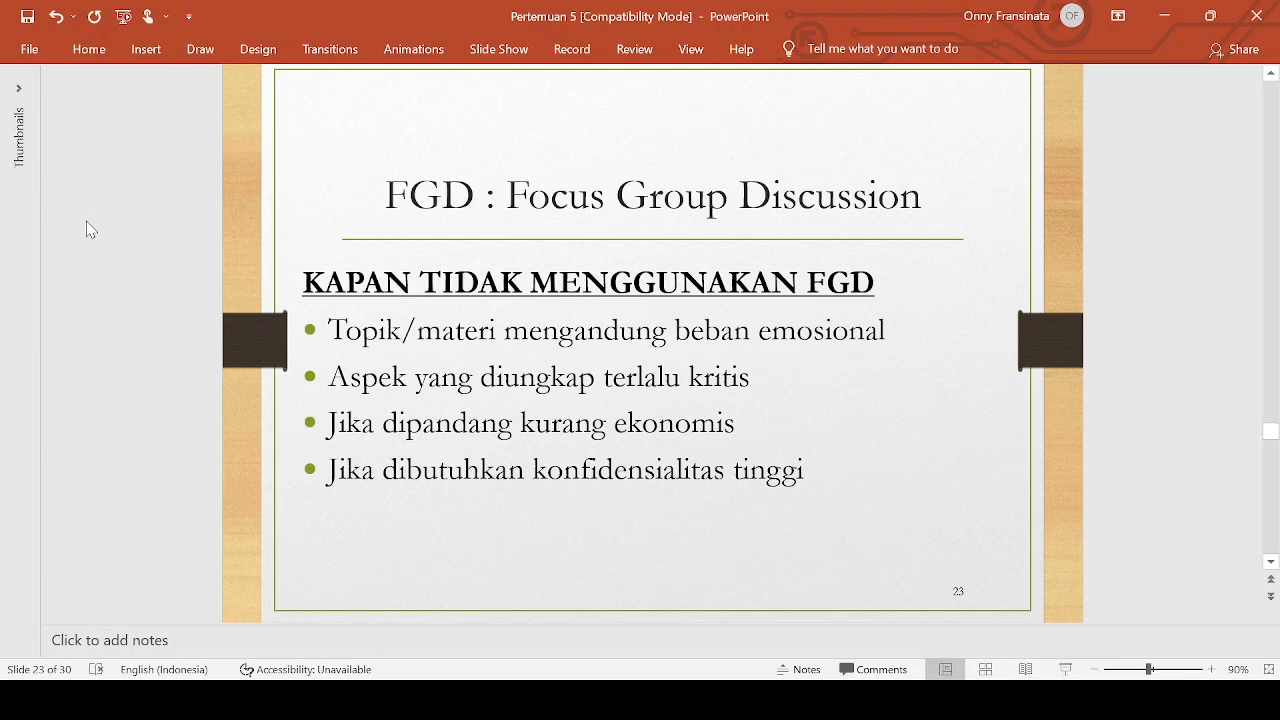 Pertemuan 5 [Compatibility Mode] - PowerPoint
Onny Fransinata
OF
File Home Insert Draw Design Transitions Animations Slide Show Record Review View Help Tell me what you want to do Share
Thumbnails
FGD : Focus Group Discussion
KAPAN TIDAK MENGGUNAKAN FGD
• Topik/materi mengandung beban emosional
• Aspek yang diungkap terlalu kritis
• Jika dipandang kurang ekonomis
• Jika dibutuhkan konfidensialitas tinggi
23
Click to add notes
Slide 23 of 30 English (Indonesia) Accessibility: Unavailable Notes Comments 90%